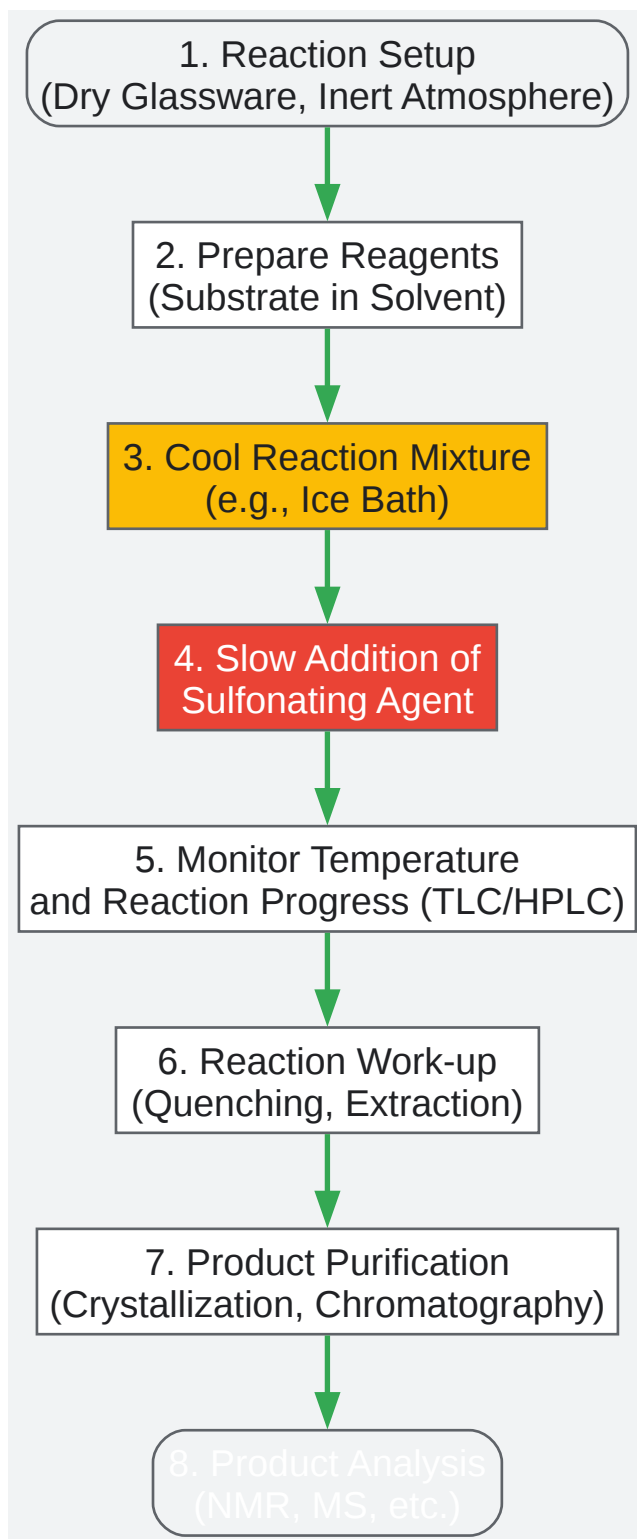 1. Reaction Setup
(Dry Glassware, Inert Atmosphere)
2. Prepare Reagents
(Substrate in Solvent)
3. Cool Reaction Mixture
(e.g., Ice Bath)
4. Slow Addition of
Sulfonating Agent
5. Monitor Temperature
and Reaction Progress (TLC/HPLC)
6. Reaction Work-up
(Quenching, Extraction)
7. Product Purification
(Crystallization, Chromatography)
8. Product Analysis
(NMR, MS, etc.)